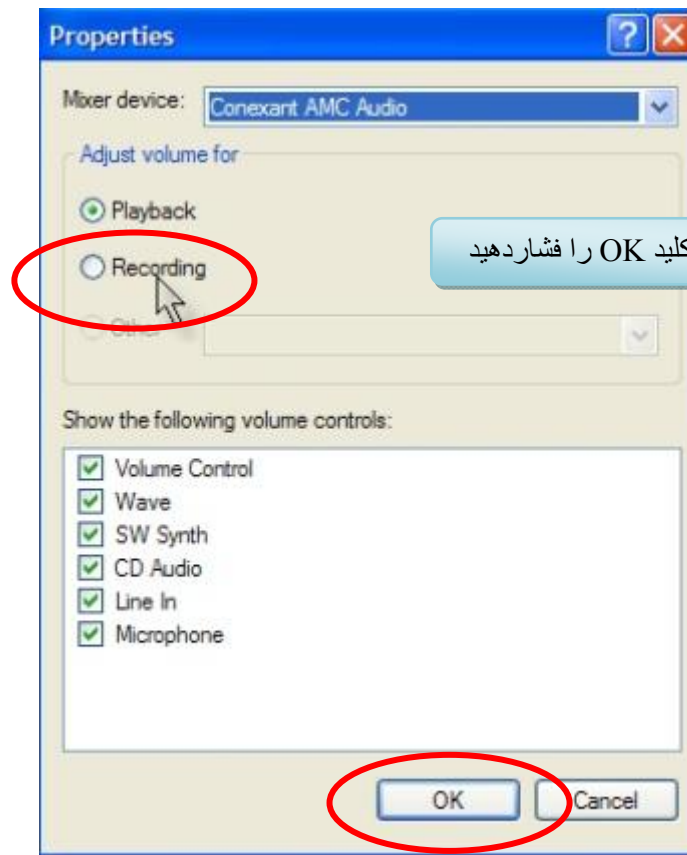 Properties
Mixer device: Conexant AMC Audio
Adjust volume for
Playback
Recording
کلید OK را فشاردهید
Other
Show the following volume controls:
Volume Control
Wave
SW Synth
CD Audio
Line In
Microphone
OK Cancel